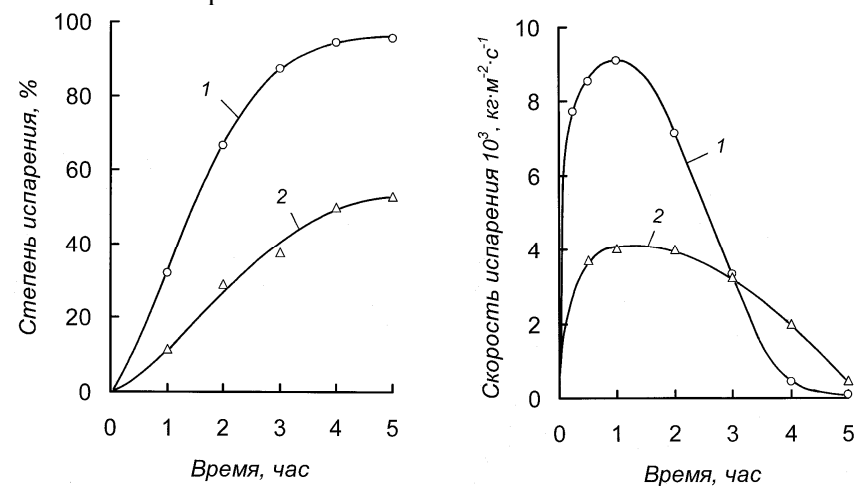 100
80
60
40
20
0
0 1 2 3 4 5
Степень испарения, %
Время, час
1
2
10
8
6
4
2
0
0 1 2 3 4 5
Скорость испарения 10³, кг·м⁻²·с⁻¹
Время, час
1
2